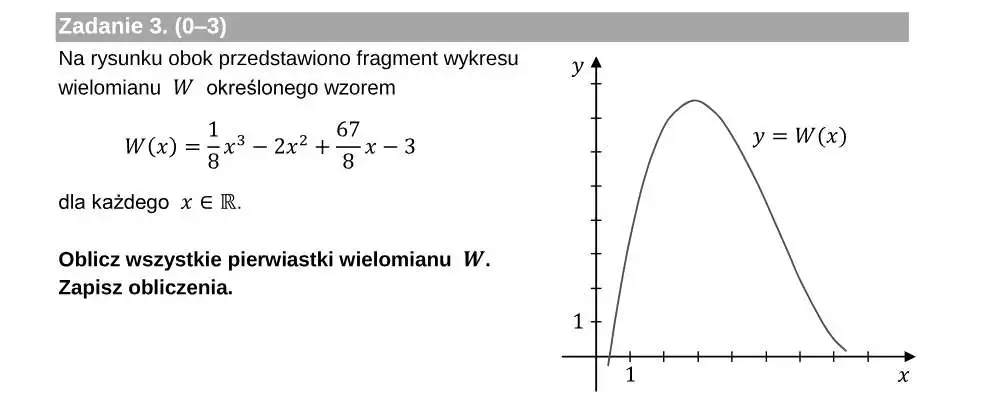 Zadanie 3. (0–3)
Na rysunku obok przedstawiono fragment wykresu
wielomianu W określonego wzorem
W(x) = 1/8 x³ − 2x² + 67/8 x − 3
dla każdego x ∈ ℝ.
Oblicz wszystkie pierwiastki wielomianu W.
Zapisz obliczenia.
y
y = W(x)
1
1
x